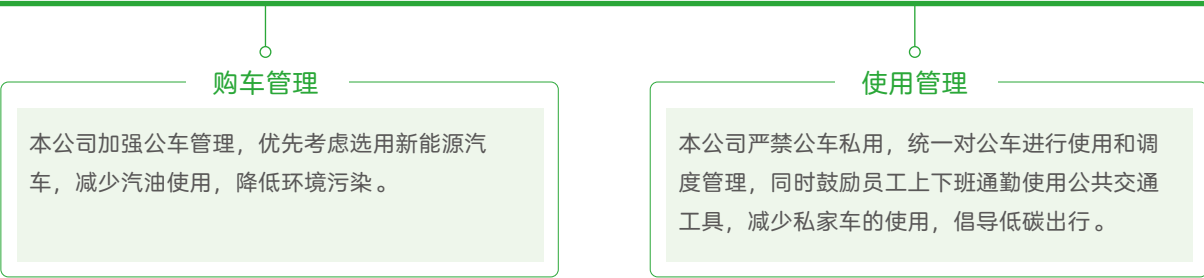 购车管理
本公司加强公车管理，优先考虑选用新能源汽
车，减少汽油使用，降低环境污染。
使用管理
本公司严禁公车私用，统一对公车进行使用和调
度管理，同时鼓励员工上下班通勤使用公共交通
工具，减少私家车的使用，倡导低碳出行。